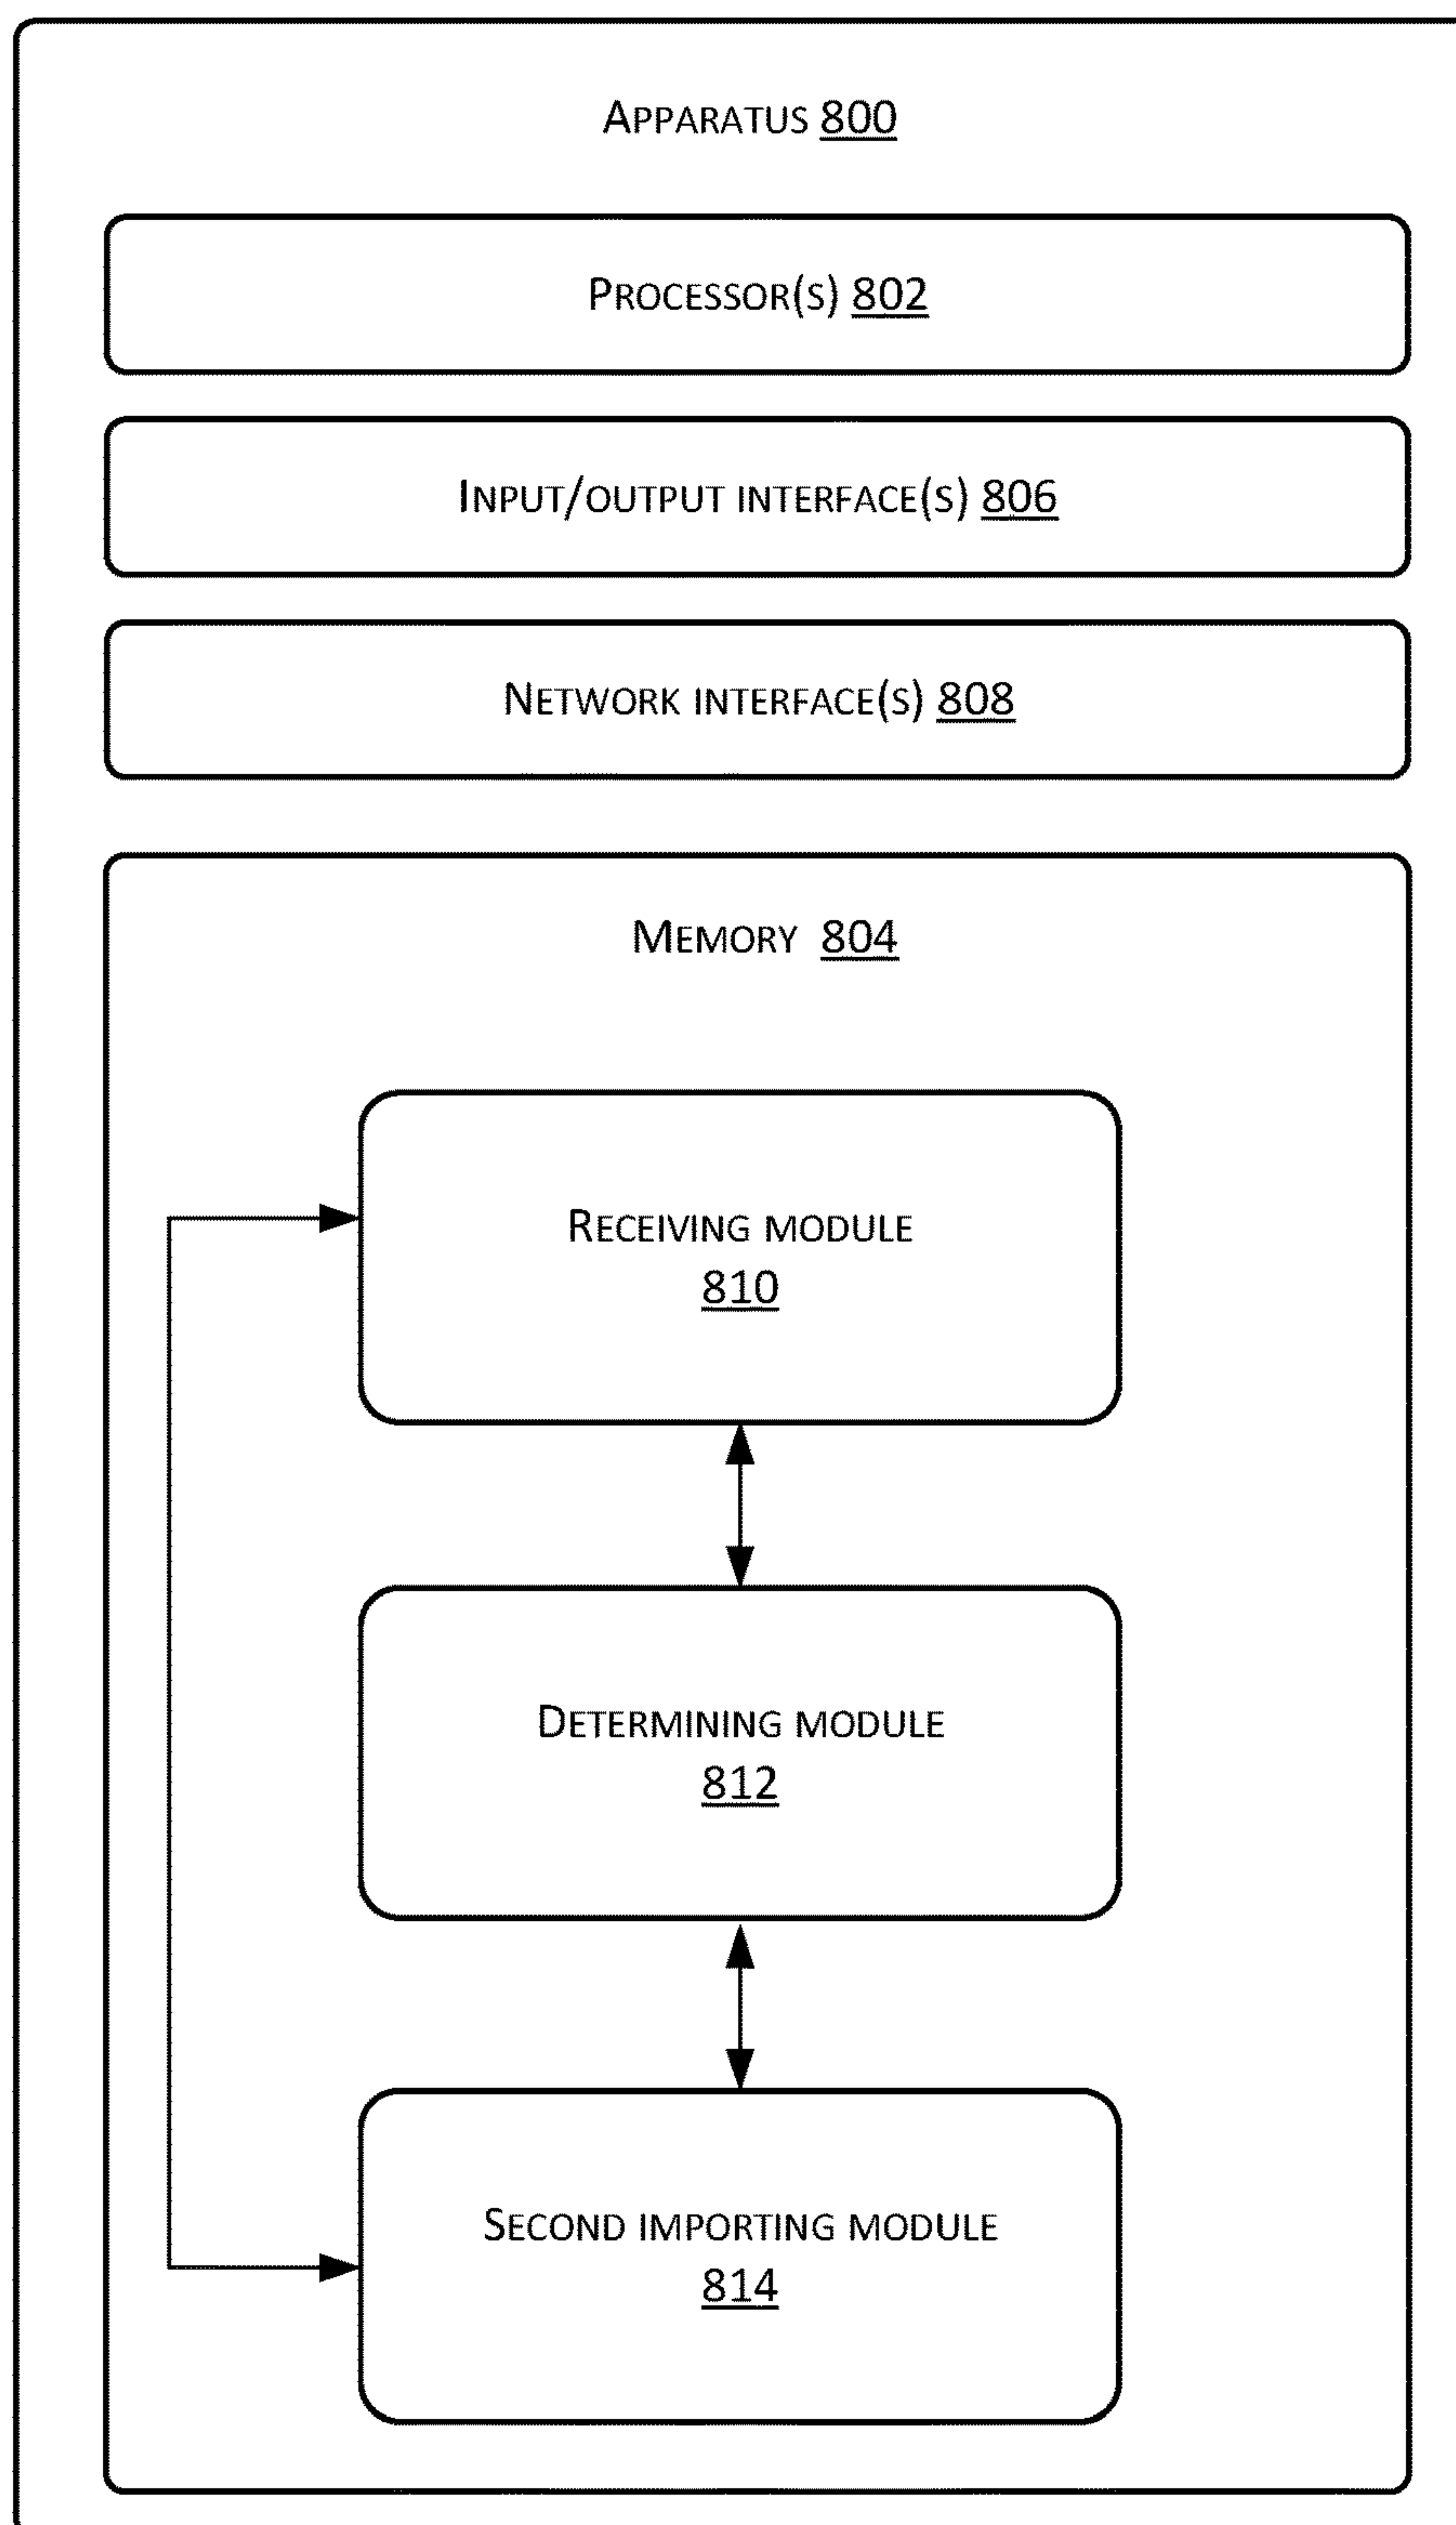 APPARATUS 800
PROCESSOR(S) 802
INPUT/OUTPUT INTERFACE(S) 806
NETWORK INTERFACE(S) 808
MEMORY 804
RECEIVING MODULE
810
DETERMINING MODULE
812
SECOND IMPORTING MODULE
814